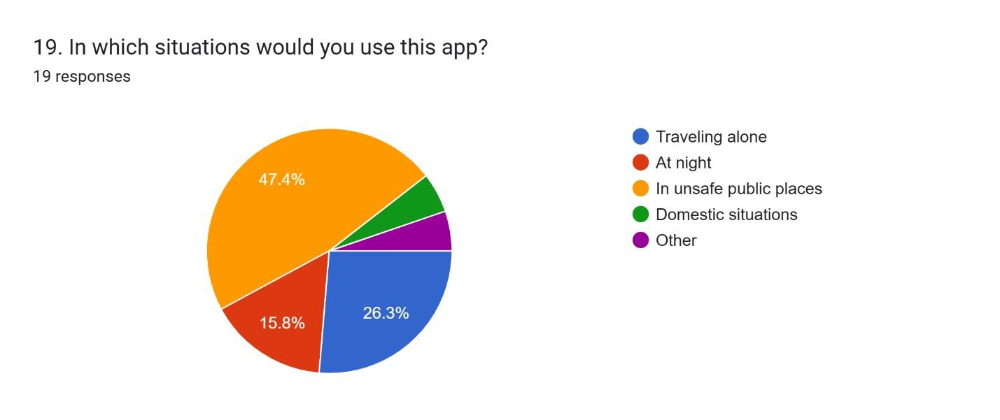 19. In which situations would you use this app?
19 responses
47.4%
15.8%
26.3%
Traveling alone
At night
In unsafe public places
Domestic situations
Other